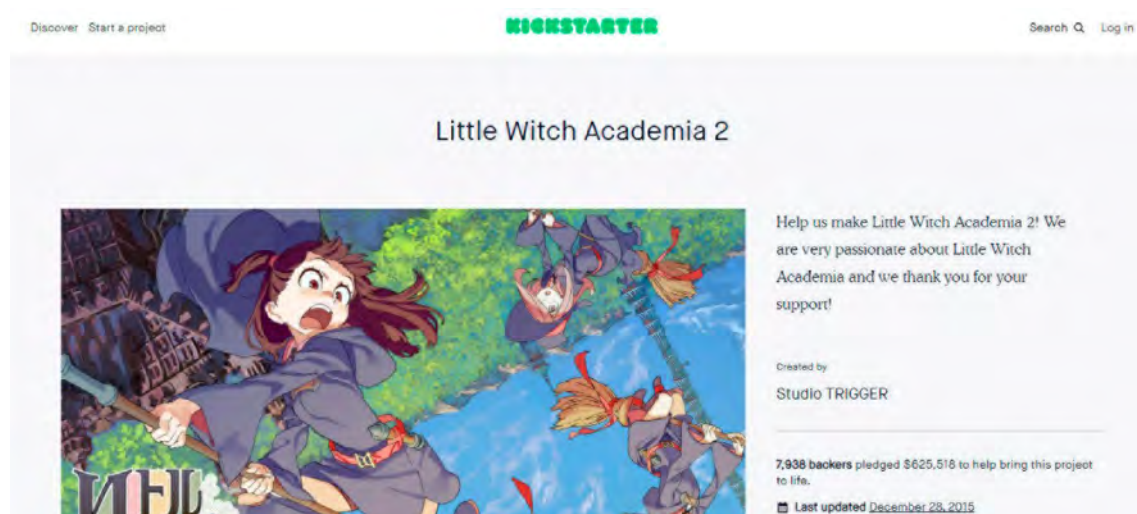 Discover Start a project
KICKSTARTER
Search Log in
Little Witch Academia 2
Help us make Little Witch Academia 2! We
are very passionate about Little Witch
Academia and we thank you for your
support!
Created by
Studio TRIGGER
7,938 backers pledged $625,518 to help bring this project
to life.
Last updated December 28, 2015